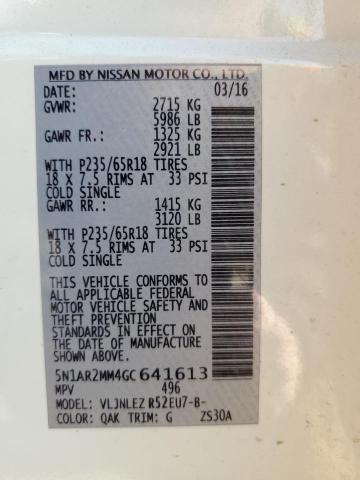 MFD BY NISSAN MOTOR CO., LTD.
DATE: 03/16
GVWR: 2715 KG
5986 LB
GAWR FR.: 1325 KG
2921 LB
WITH P235/65R18 TIRES
18 X 7.5 RIMS AT 33 PSI
COLD SINGLE
GAWR RR.: 1415 KG
3120 LB
WITH P235/65R18 TIRES
18 X 7.5 RIMS AT 33 PSI
COLD SINGLE
THIS VEHICLE CONFORMS TO
ALL APPLICABLE FEDERAL
MOTOR VEHICLE SAFETY AND
THEFT PREVENTION
STANDARDS IN EFFECT ON
THE DATE OF MANUFACTURE
SHOWN ABOVE.
5N1AR2MM4GC641613
MPV 496
MODEL: VLJNLEZ R52EU7-B-
COLOR: QAK TRIM: G ZS30A